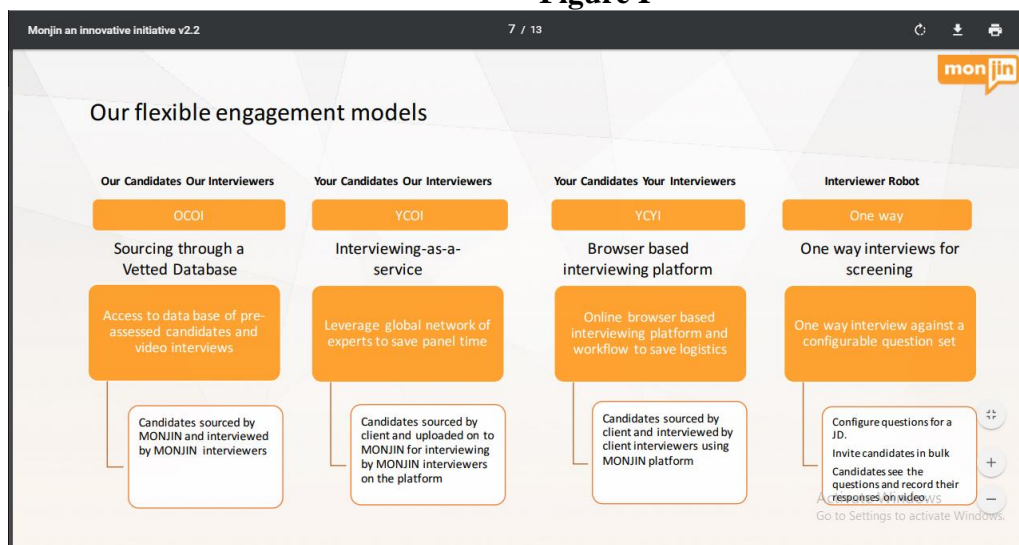 Figure 1
Monjin an innovative initiative v2.2
7 / 13
mon jin
Our flexible engagement models
Our Candidates Our Interviewers
OCOI
Sourcing through a
Vetted Database
Access to data base of pre-
assessed candidates and
video interviews
Candidates sourced by
MONJIN and interviewed
by MONJIN interviewers
Your Candidates Our Interviewers
YCOI
Interviewing-as-a-
service
Leverage global network of
experts to save panel time
Candidates sourced by
client and uploaded on to
MONJIN for interviewing
by MONJIN interviewers
on the platform
Your Candidates Your Interviewers
YCYI
Browser based
interviewing platform
Online browser based
interviewing platform and
workflow to save logistics
Candidates sourced by
client and interviewed by
client interviewers using
MONJIN platform
Interviewer Robot
One way
One way interviews for
screening
One way interview against a
configurable question set
Configure questions for a
JD.
Invite candidates in bulk
Candidates see the
questions and record their
responses on video.
Activate Windows
Go to Settings to activate Windows.